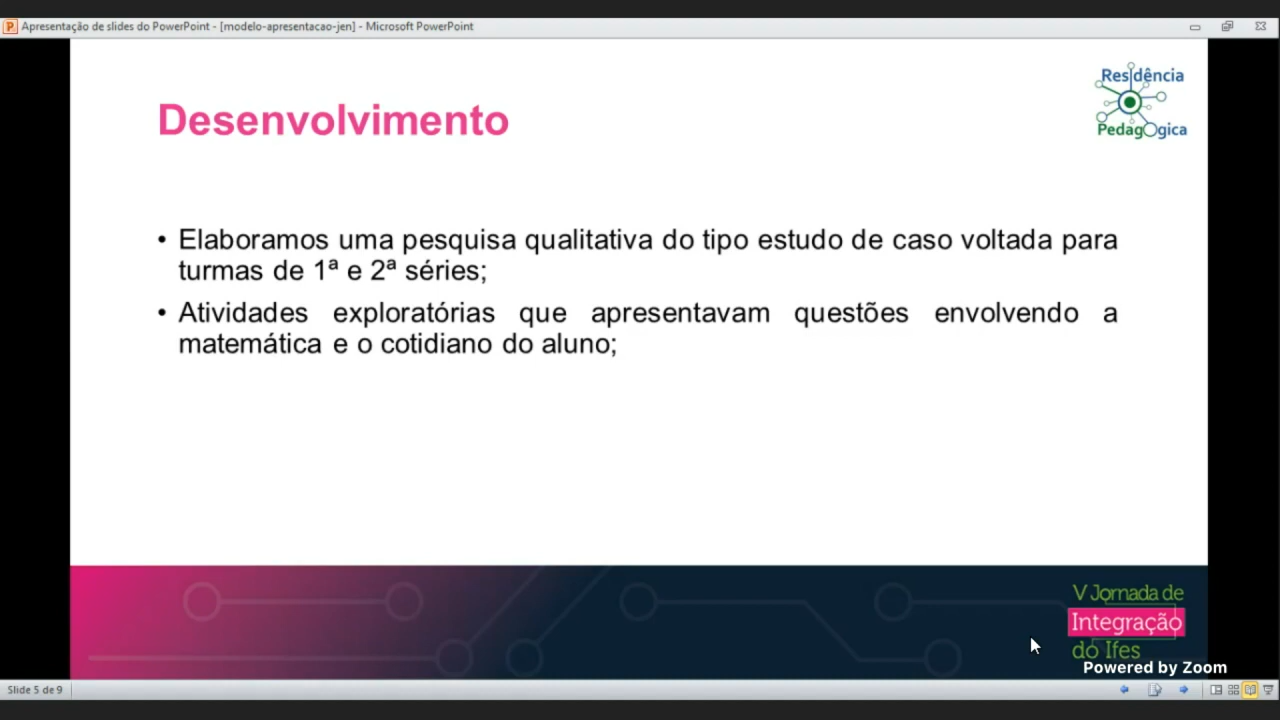 Apresentação de slides do PowerPoint - [modelo-apresentacao-jen] - Microsoft PowerPoint
Residência
Pedagógica
Desenvolvimento
• Elaboramos uma pesquisa qualitativa do tipo estudo de caso voltada para
turmas de 1ª e 2ª séries;
• Atividades exploratórias que apresentavam questões envolvendo a
matemática e o cotidiano do aluno;
V Jornada de
Integração
do Ifes
Powered by Zoom
Slide 5 de 9